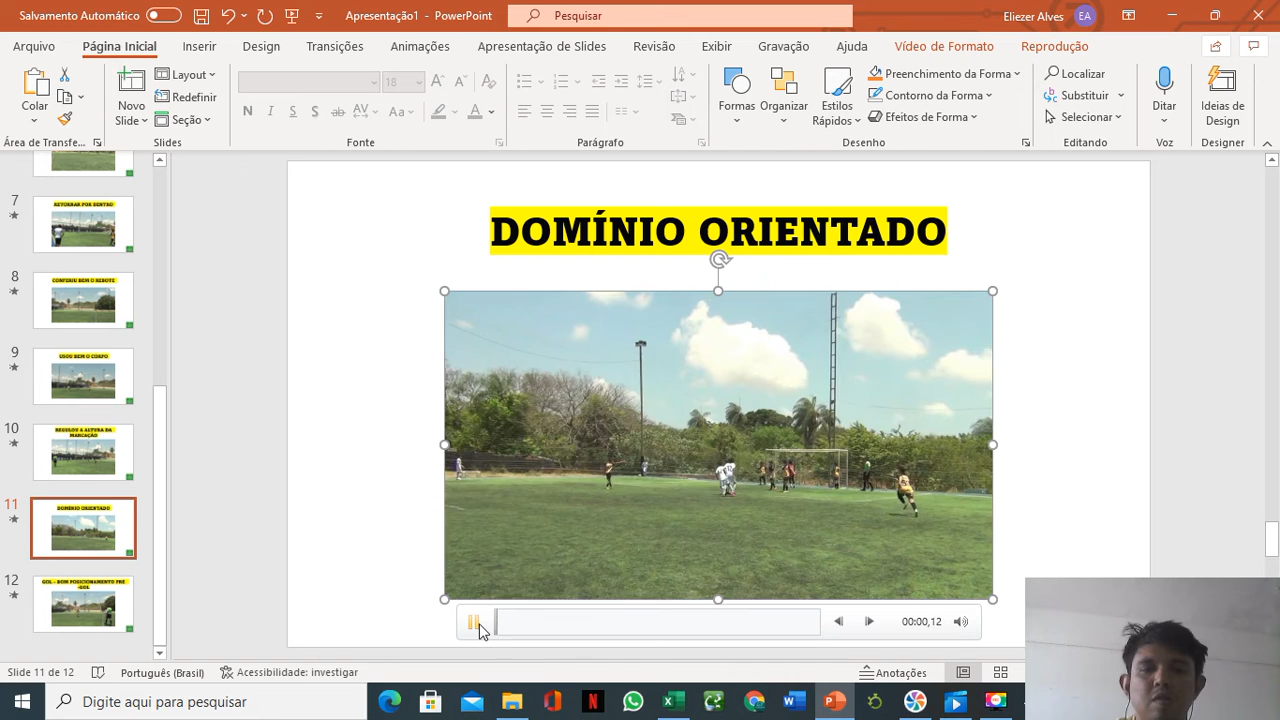 Salvamento Automático
Apresentação1 - PowerPoint
Pesquisar
Eliezer Alves
EA
Arquivo
Página Inicial
Inserir
Design
Transições
Animações
Apresentação de Slides
Revisão
Exibir
Gravação
Ajuda
Vídeo de Formato
Reprodução
Colar
Área de Transfe...
Novo
Slide
Layout
Redefinir
Seção
Slides
18
N I S S ab AV Aa A
Fonte
Parágrafo
Formas
Organizar
Estilos
Rápidos
Preenchimento da Forma
Contorno da Forma
Efeitos de Forma
Desenho
Localizar
Substituir
Selecionar
Editando
Ditar
Voz
Ideias de
Design
Designer
7
RETORNAR POR DENTRO
8
CONFERIU BEM O REBOTE
9
USOU BEM O CORPO
10
REGULOU A ALTURA DA
MARCAÇÃO
11
DOMÍNIO ORIENTADO
12
GOL - BOM POSICIONAMENTO PRÉ
-GOL
DOMÍNIO ORIENTADO
00:00,12
Slide 11 de 12
Português (Brasil)
Acessibilidade: investigar
Anotações
Digite aqui para pesquisar